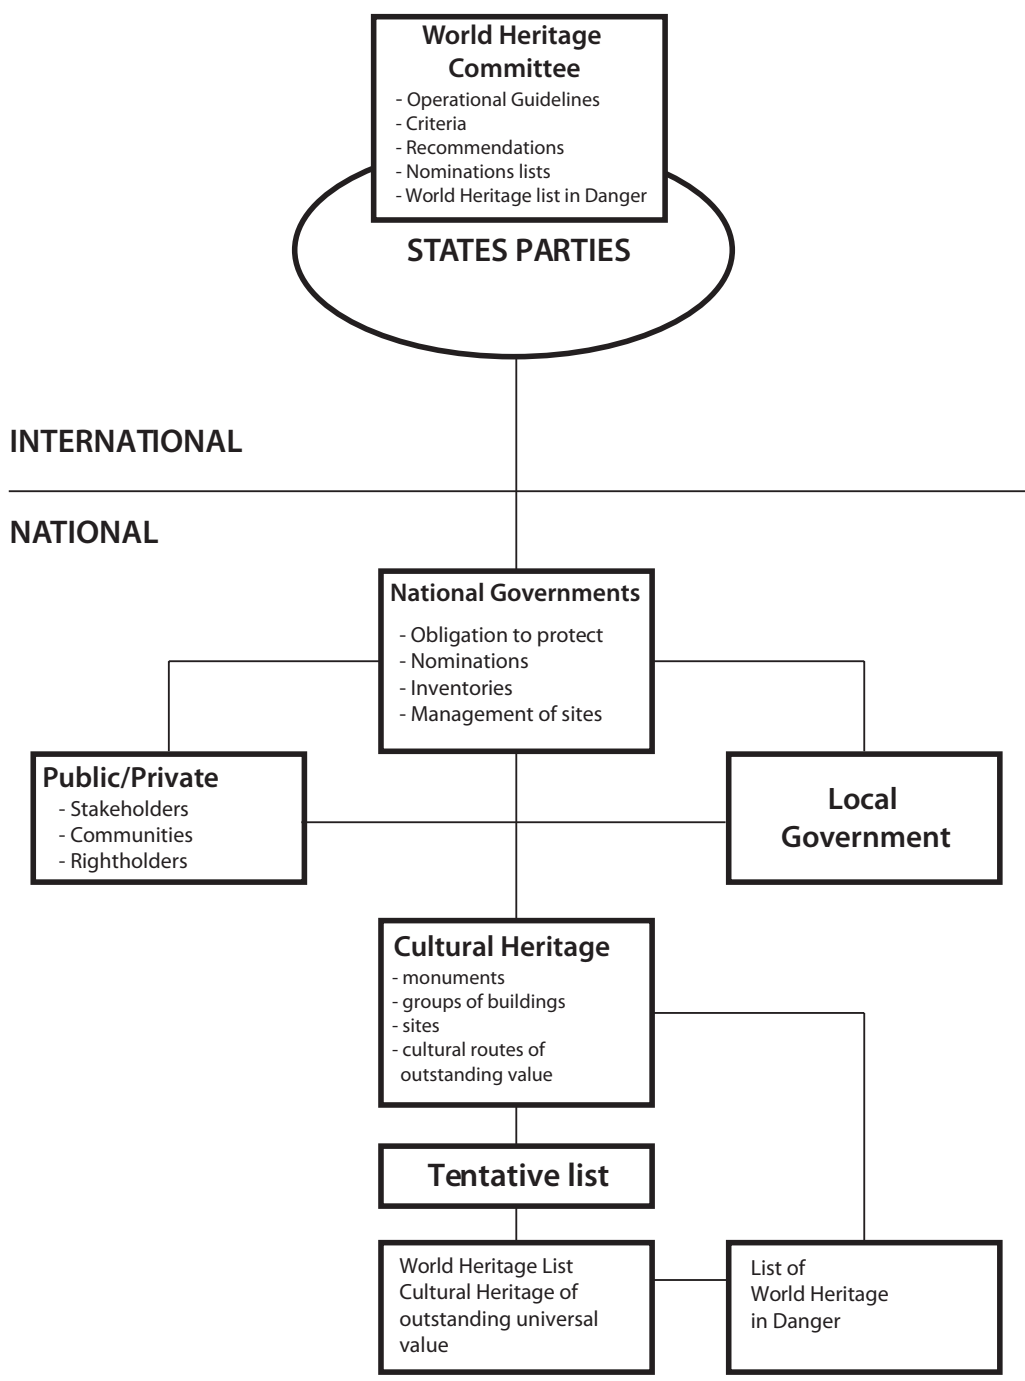 World Heritage
Committee
- Operational Guidelines
- Criteria
- Recommendations
- Nominations lists
- World Heritage list in Danger
STATES PARTIES
INTERNATIONAL
NATIONAL
National Governments
- Obligation to protect
- Nominations
- Inventories
- Management of sites
Public/Private
- Stakeholders
- Communities
- Rightholders
Local
Government
Cultural Heritage
- monuments
- groups of buildings
- sites
- cultural routes of
outstanding value
Tentative list
World Heritage List
Cultural Heritage of
outstanding universal
value
List of
World Heritage
in Danger